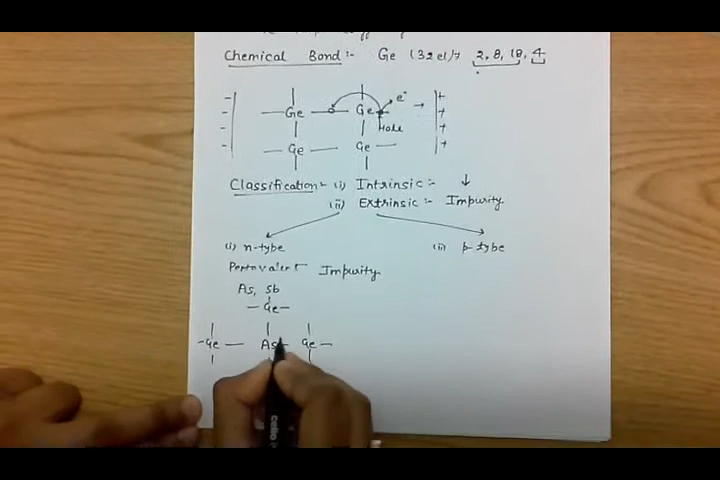 Chemical Bond :- Ge (32 el) → 2, 8, 18, 4
e⁻
- Ge Ge → +
- +
- Hole +
- Ge Ge +
Classification:- (i) Intrinsic :- ↓
(ii) Extrinsic :- Impurity
(i) n-type (ii) p-type
Pentavalent Impurity
As, Sb
Ge
Ge As Ge
cello